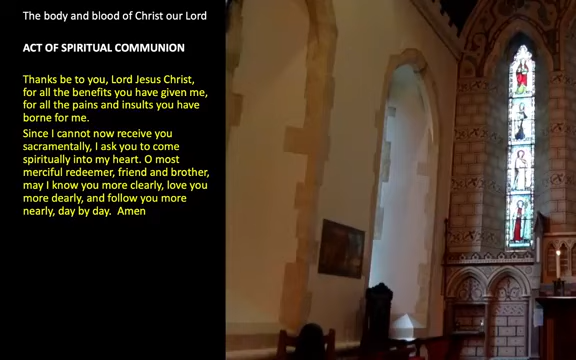 The body and blood of Christ our Lord
ACT OF SPIRITUAL COMMUNION
Thanks be to you, Lord Jesus Christ,
for all the benefits you have given me,
for all the pains and insults you have
borne for me.
Since I cannot now receive you
sacramentally, I ask you to come
spiritually into my heart. O most
merciful redeemer, friend and brother,
may I know you more clearly, love you
more dearly, and follow you more
nearly, day by day.  Amen